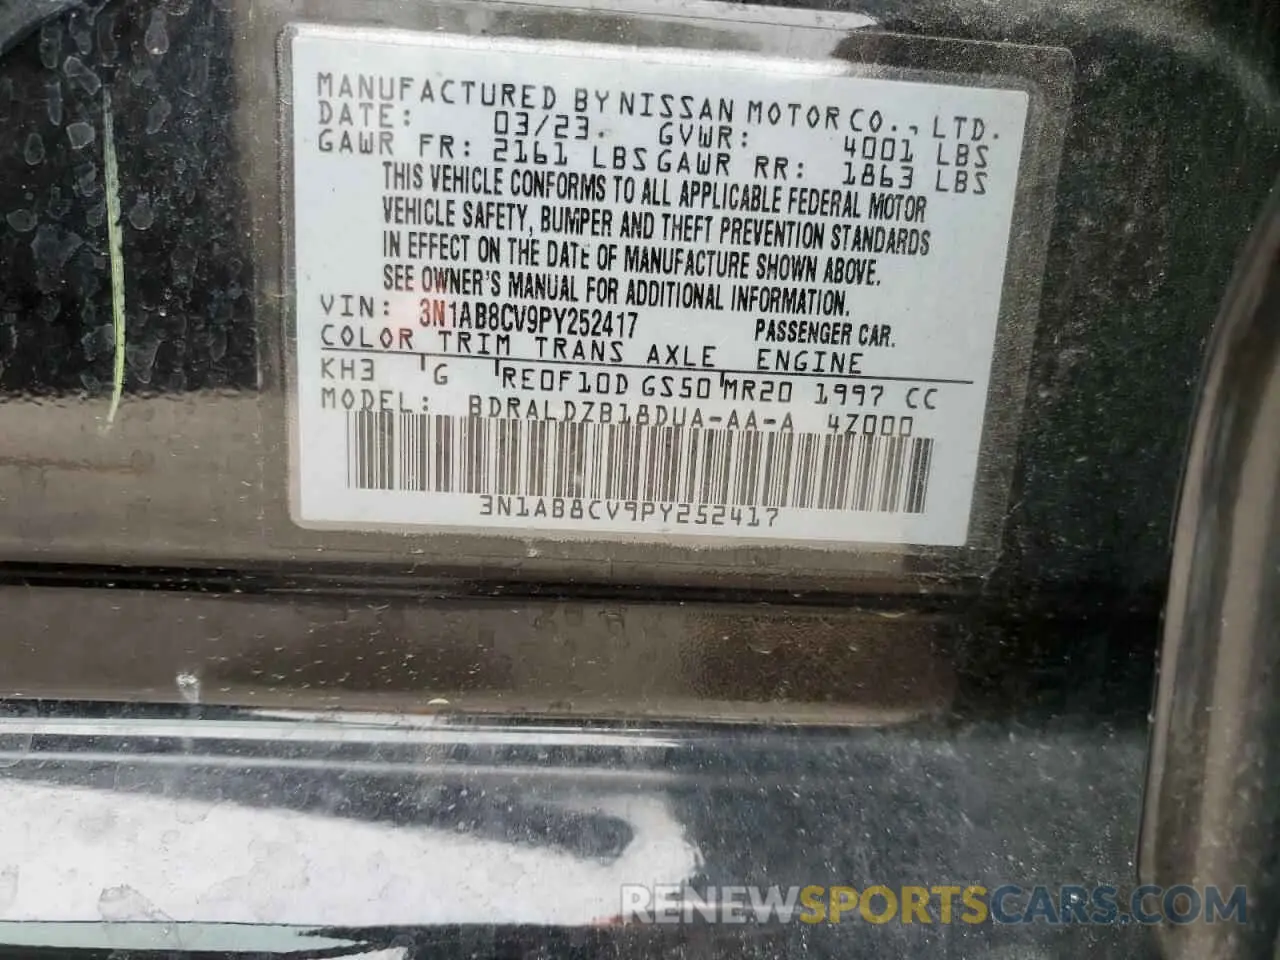 MANUFACTURED BY NISSAN MOTOR CO., LTD.
DATE: 03/23. GVWR: 4001 LBS
GAWR FR: 2161 LBS GAWR RR: 1863 LBS
THIS VEHICLE CONFORMS TO ALL APPLICABLE FEDERAL MOTOR
VEHICLE SAFETY, BUMPER AND THEFT PREVENTION STANDARDS
IN EFFECT ON THE DATE OF MANUFACTURE SHOWN ABOVE.
SEE OWNER'S MANUAL FOR ADDITIONAL INFORMATION.
VIN: 3N1AB8CV9PY252417 PASSENGER CAR.
COLOR TRIM TRANS AXLE ENGINE
KH3 G RE0F10D GS50 MR20 1997 CC
MODEL: BDRALDZB18DUA-AA-A 4Z000
3N1AB8CV9PY252417
RENEWSPORTSCARS.COM